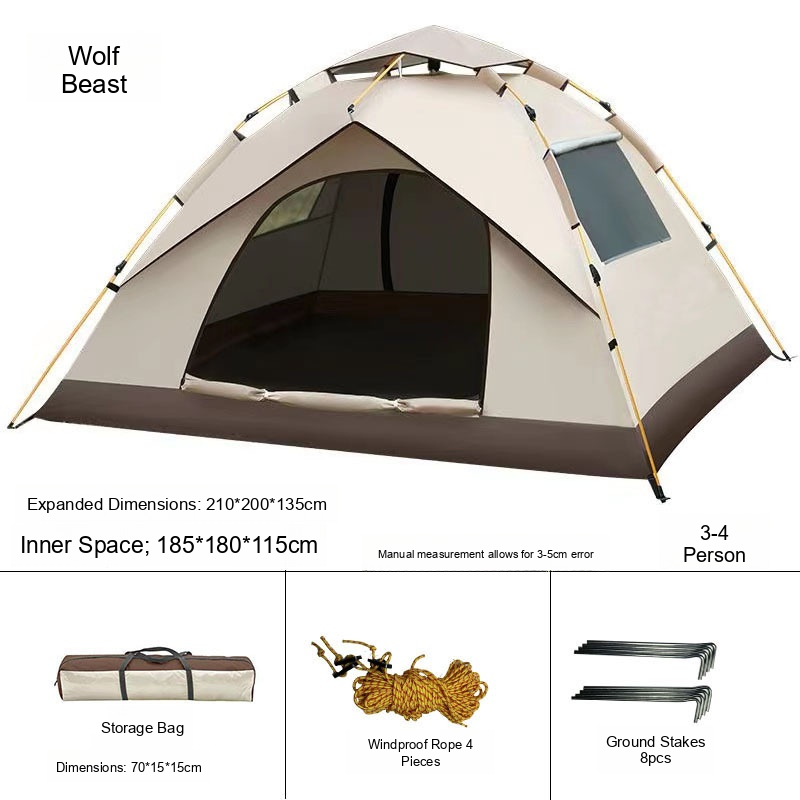 Wolf
Beast
Expanded Dimensions: 210*200*135cm
Inner Space; 185*180*115cm
Manual measurement allows for 3-5cm error
3-4
Person
Storage Bag
Dimensions: 70*15*15cm
Windproof Rope 4
Pieces
Ground Stakes
8pcs